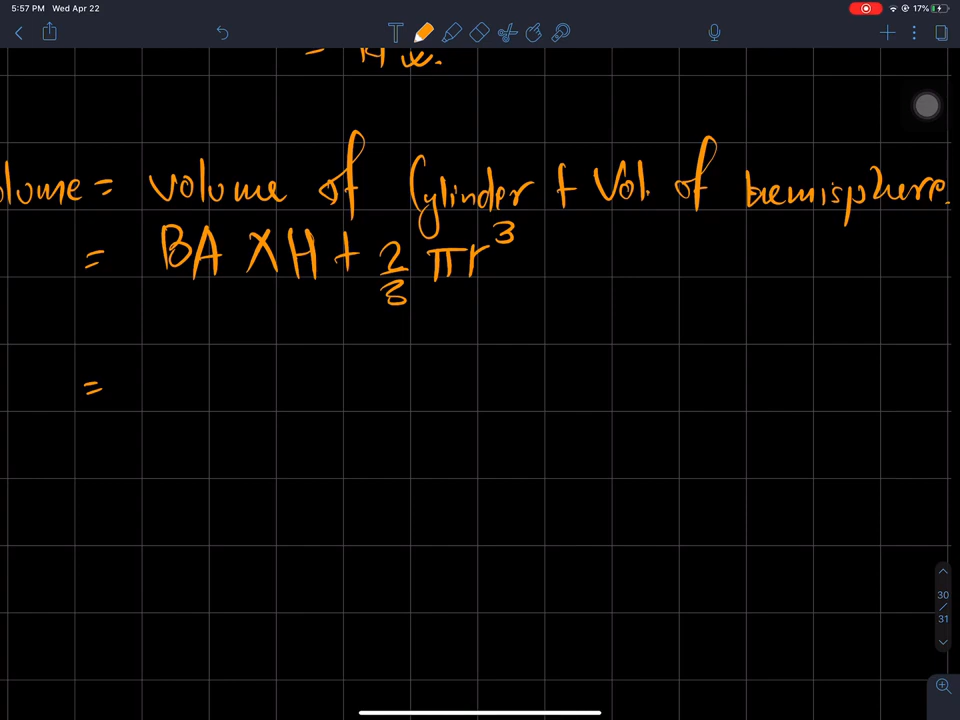 5:57 PM Wed Apr 22
17%
olume = volume of Cylinder + Vol. of hemisphere.
= BA X H + 2/3 πr³
=
30
/
31